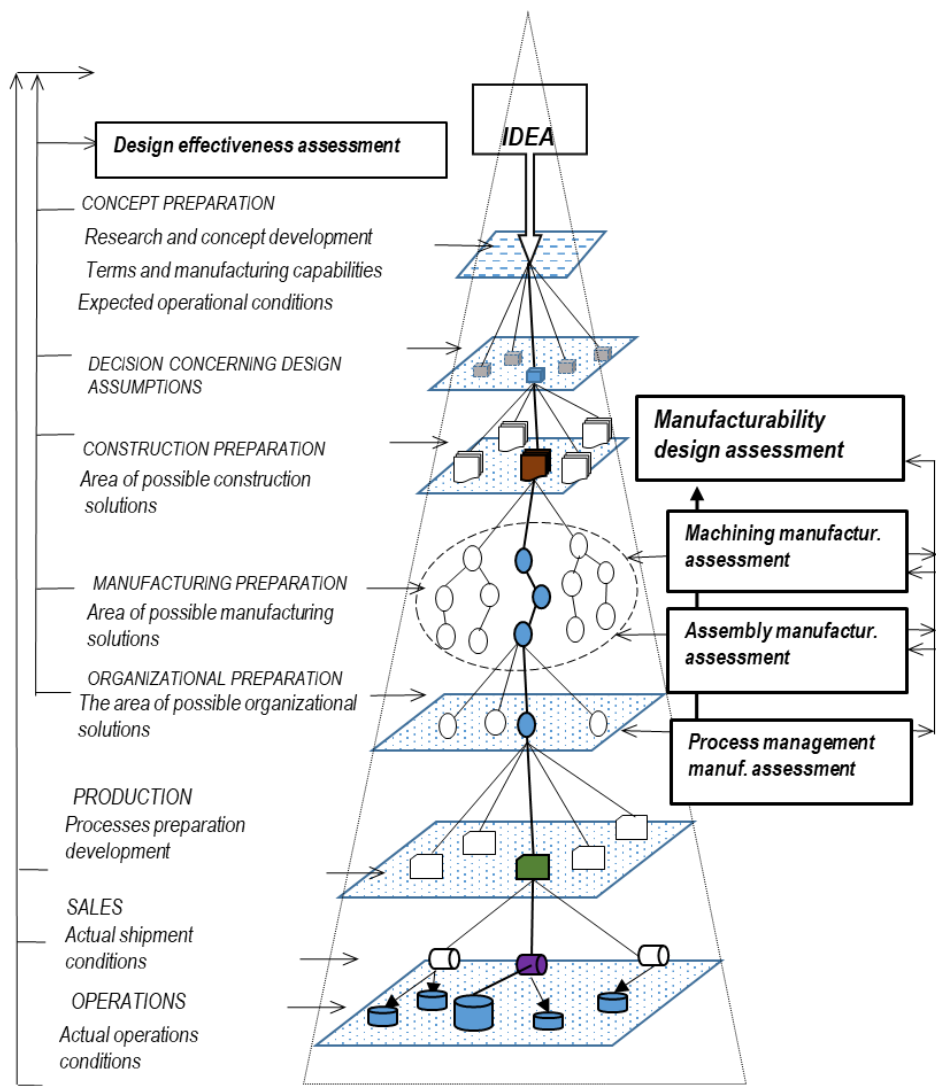 IDEA
Design effectiveness assessment
CONCEPT PREPARATION
Research and concept development
Terms and manufacturing capabilities
Expected operational conditions
DECISION CONCERNING DESIGN
ASSUMPTIONS
CONSTRUCTION PREPARATION
Area of possible construction
solutions
Manufacturability
design assessment
Machining manufactur.
assessment
MANUFACTURING PREPARATION
Area of possible manufacturing
solutions
Assembly manufactur.
assessment
ORGANIZATIONAL PREPARATION
The area of possible organizational
solutions
Process management
manuf. assessment
PRODUCTION
Processes preparation
development
SALES
Actual shipment
conditions
OPERATIONS
Actual operations
conditions